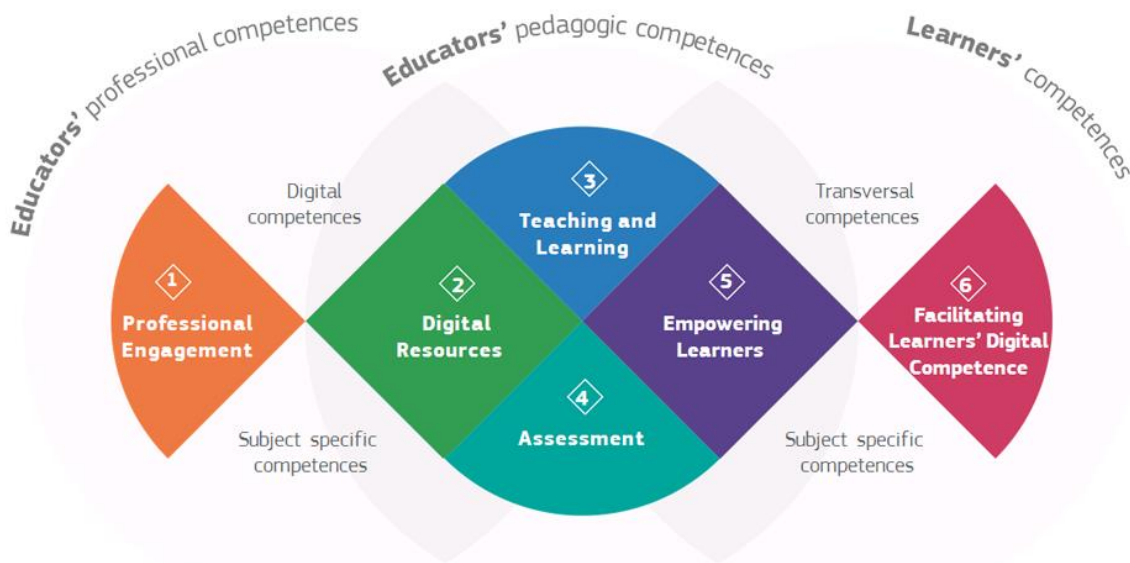 Educators' professional competences
Educators' pedagogic competences
Learners' competences
Digital
competences
Transversal
competences
1
Professional
Engagement
2
Digital
Resources
3
Teaching and
Learning
4
Assessment
5
Empowering
Learners
6
Facilitating
Learners' Digital
Competence
Subject specific
competences
Subject specific
competences